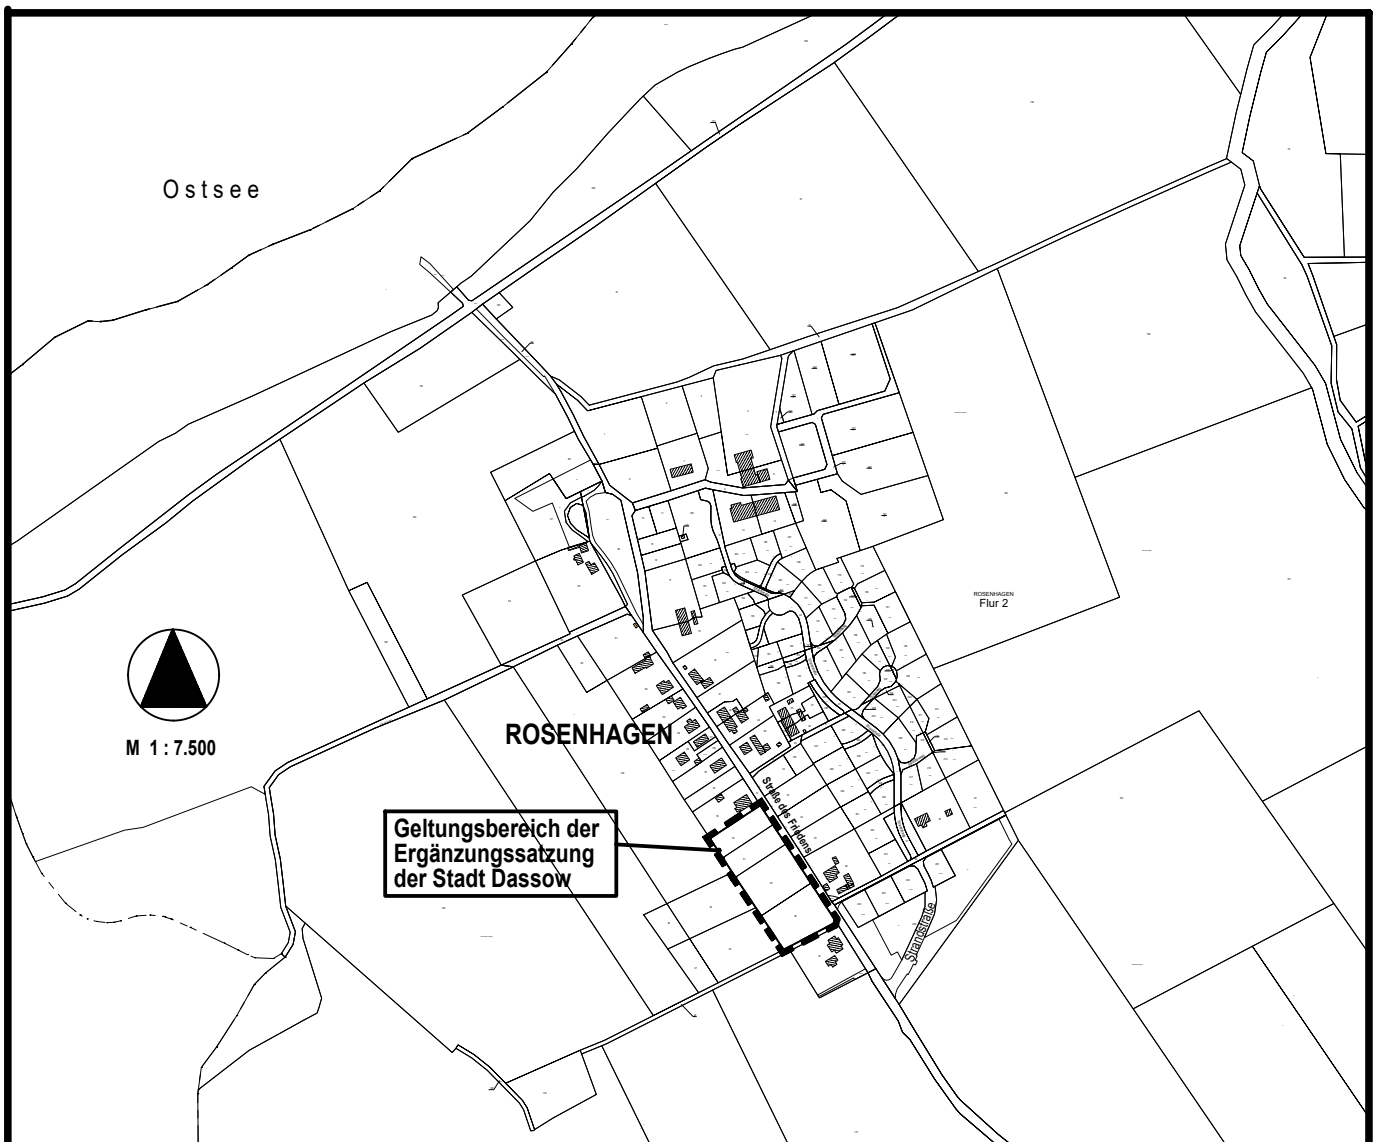 Ostsee
ROSENHAGEN
Flur 2
M 1 : 7.500
ROSENHAGEN
Straße des Friedens
Geltungsbereich der
Ergänzungssatzung
der Stadt Dassow
Strandstraße